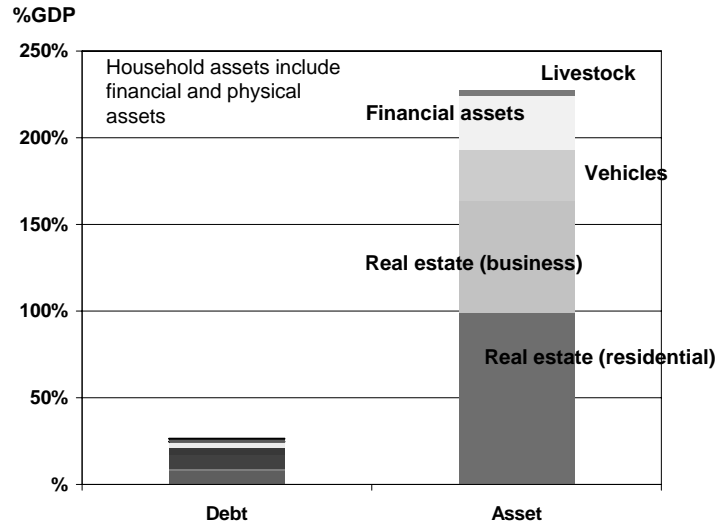 %GDP
250%
Household assets include
financial and physical
assets
Livestock
200%
Financial assets
Vehicles
150%
Real estate (business)
100%
Real estate (residential)
50%
%
Debt
Asset